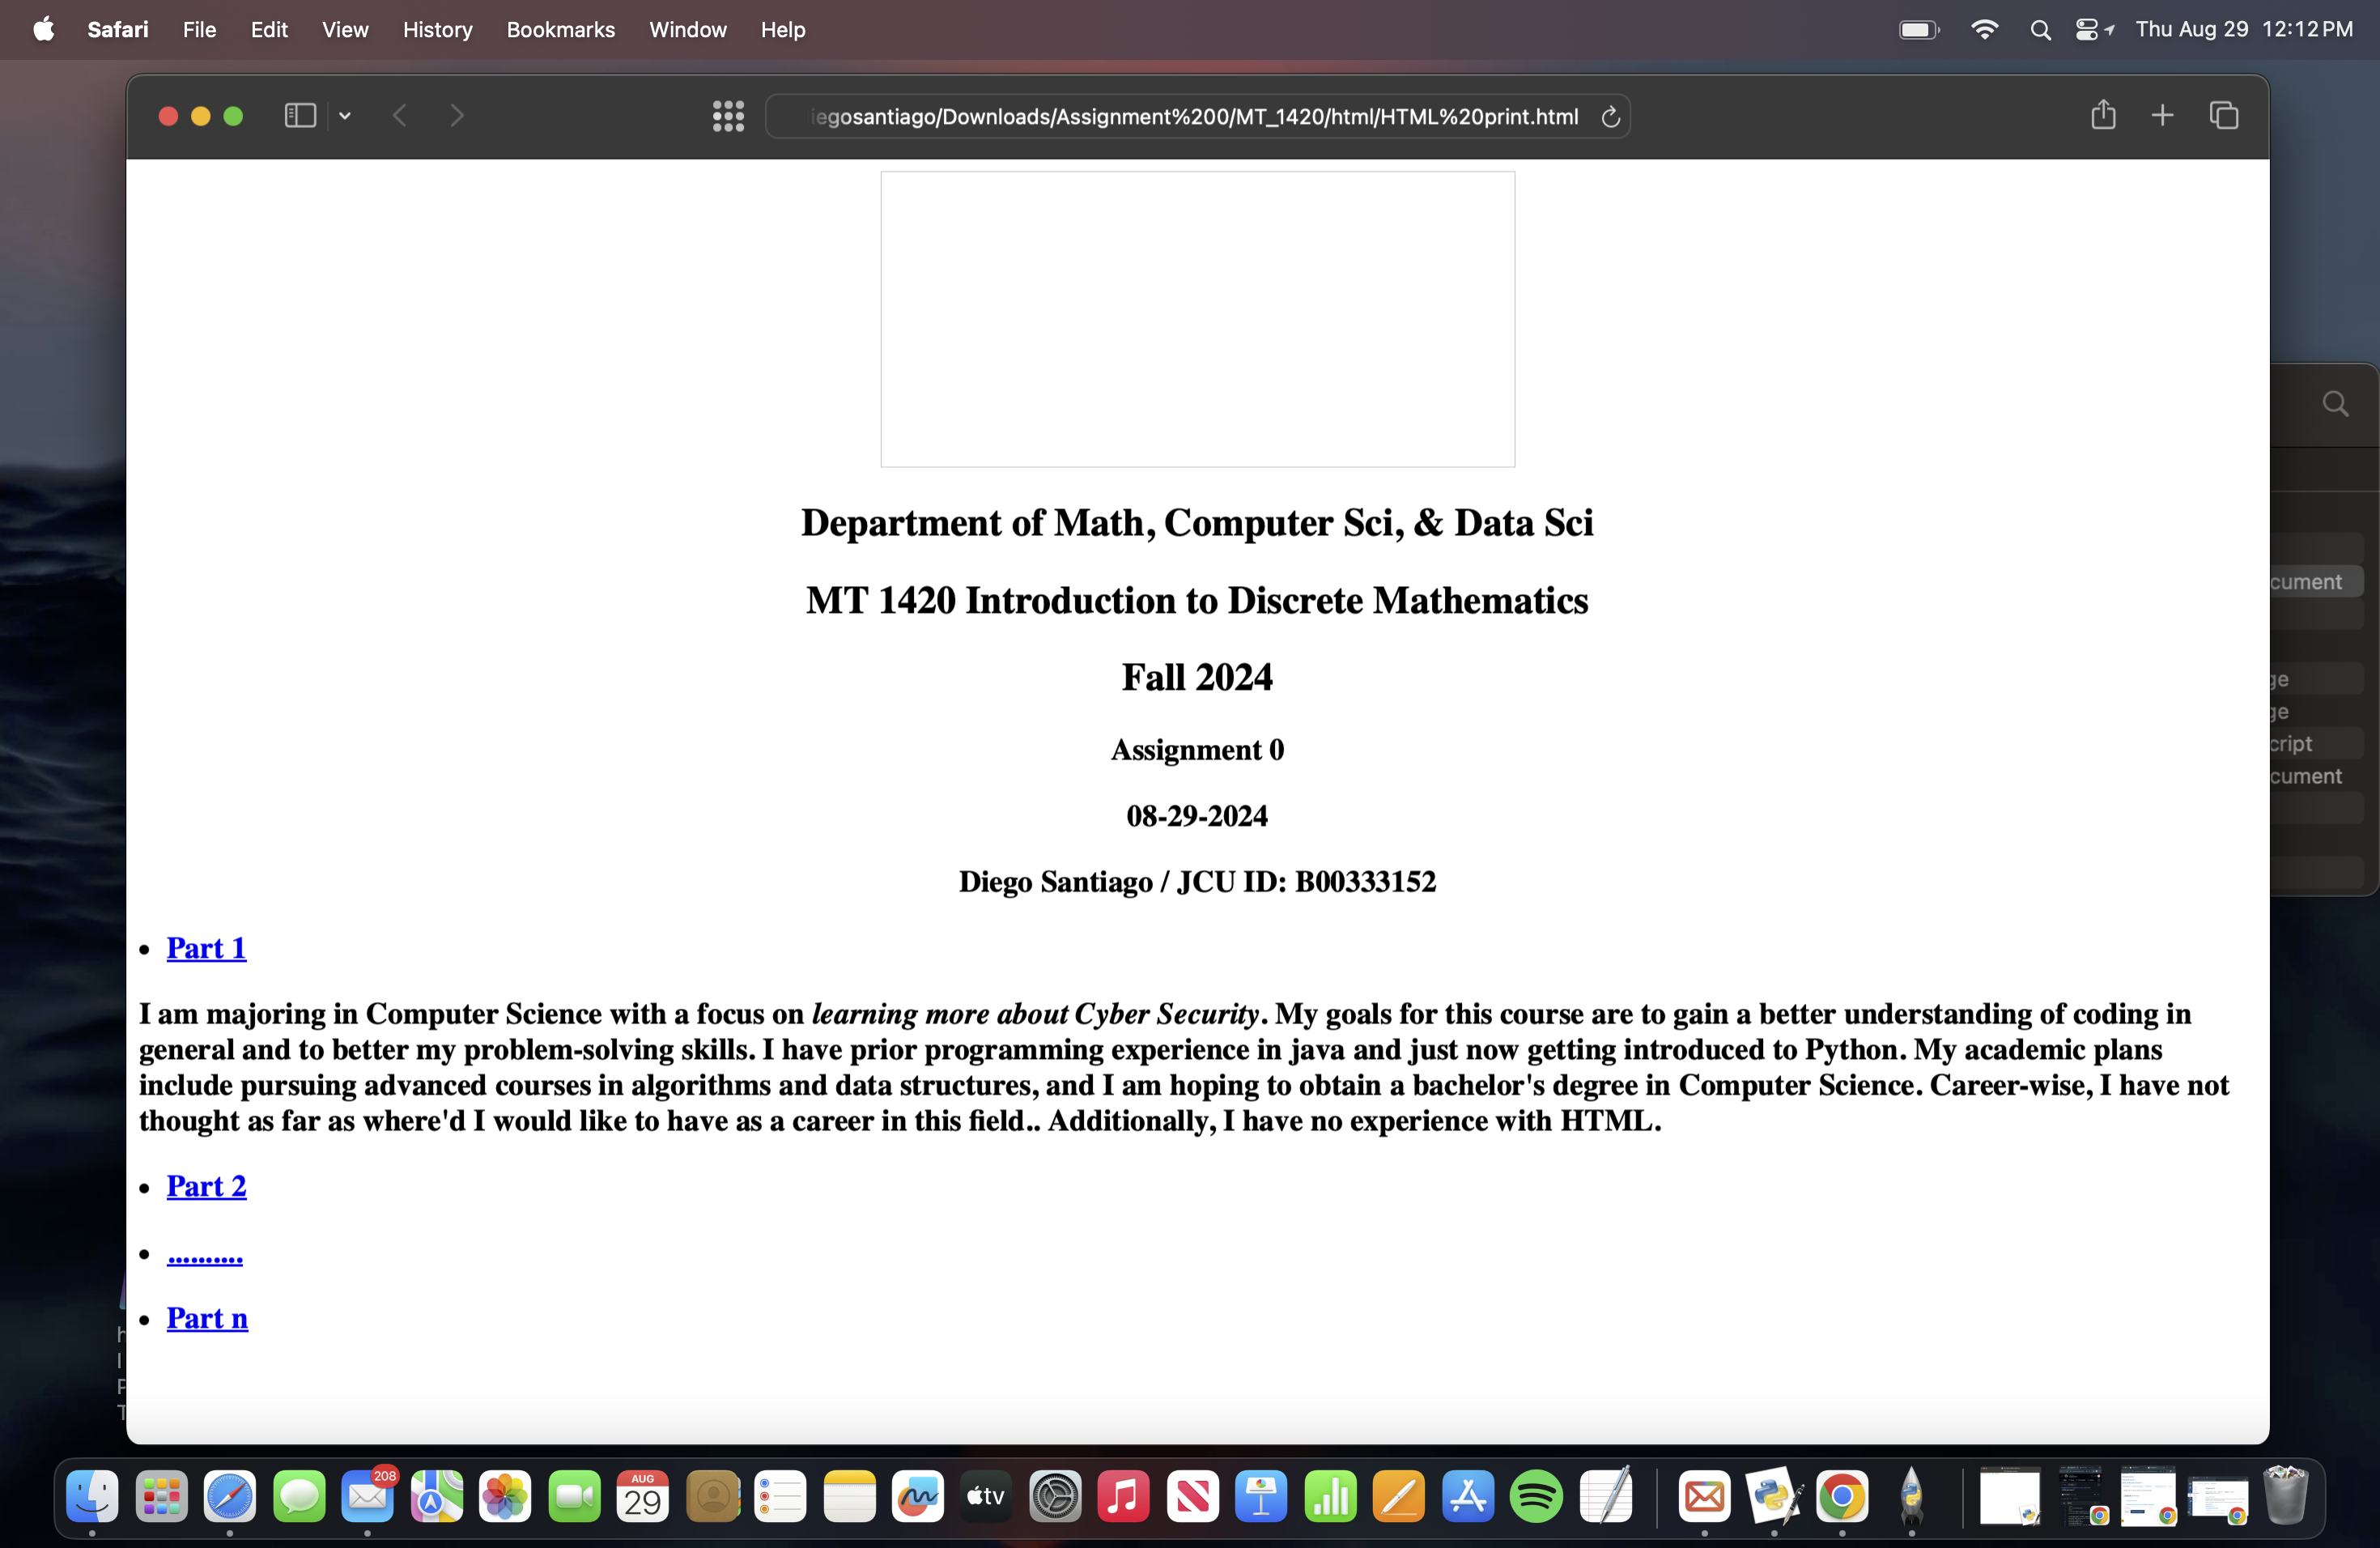 Safari File Edit View History Bookmarks Window Help Thu Aug 29 12:12 PM
egosantiago/Downloads/Assignment%200/MT_1420/html/HTML%20print.html
Department of Math, Computer Sci, & Data Sci
MT 1420 Introduction to Discrete Mathematics
cument
Fall 2024
ge
ge
Assignment 0
cript
cument
08-29-2024
Diego Santiago / JCU ID: B00333152
• Part 1
I am majoring in Computer Science with a focus on learning more about Cyber Security. My goals for this course are to gain a better understanding of coding in
general and to better my problem-solving skills. I have prior programming experience in java and just now getting introduced to Python. My academic plans
include pursuing advanced courses in algorithms and data structures, and I am hoping to obtain a bachelor's degree in Computer Science. Career-wise, I have not
thought as far as where'd I would like to have as a career in this field.. Additionally, I have no experience with HTML.
• Part 2
• ..........
• Part n
208
AUG
29
tv